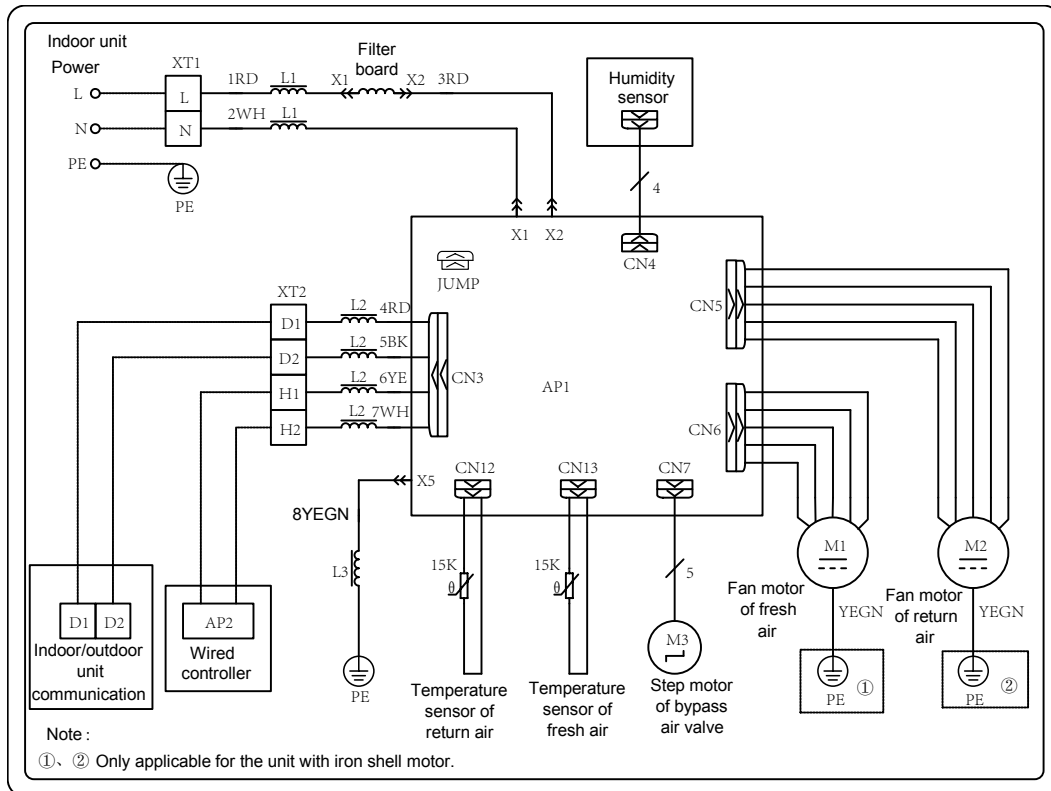 Indoor unit
Power
L
N
PE
XT1
L
N
PE
1RD
L1
2WH
L1
X1
Filter
board
X2
3RD
Humidity
sensor
4
X1
X2
CN4
JUMP
XT2
D1
D2
H1
H2
L2
4RD
L2
5BK
L2
6YE
L2
7WH
CN3
AP1
CN5
CN6
X5
CN12
CN13
CN7
8YEGN
L3
PE
15K
θ
15K
θ
5
M3
M1
M2
Fan motor
of fresh
air
YEGN
Fan motor
of return
air
YEGN
D1
D2
Indoor/outdoor
unit
communication
AP2
Wired
controller
Temperature
sensor of
return air
Temperature
sensor of
fresh air
Step motor
of bypass
air valve
PE
①
PE
②
Note :
①、② Only applicable for the unit with iron shell motor.